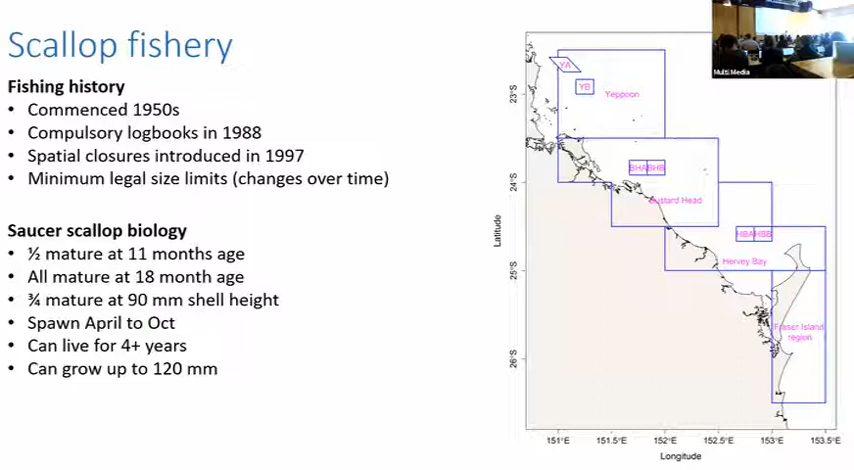 Scallop fishery
Fishing history
• Commenced 1950s
• Compulsory logbooks in 1988
• Spatial closures introduced in 1997
• Minimum legal size limits (changes over time)
Saucer scallop biology
• ½ mature at 11 months age
• All mature at 18 month age
• ¾ mature at 90 mm shell height
• Spawn April to Oct
• Can live for 4+ years
• Can grow up to 120 mm
Multi Media
YA
YB
Yeppoon
BHA BHB
Bustard Head
HBA HBB
Hervey Bay
Fraser Island
region
Latitude
23°S
24°S
25°S
26°S
151°E 151.5°E 152°E 152.5°E 153°E 153.5°E
Longitude